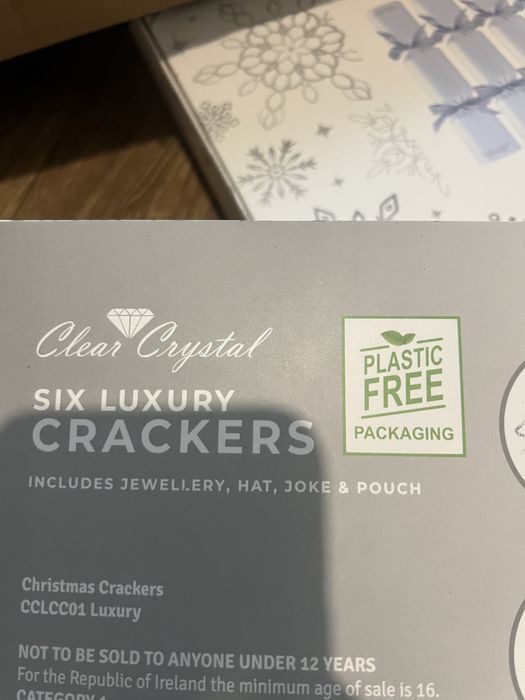 Clear Crystal
SIX LUXURY
CRACKERS
INCLUDES JEWELLERY, HAT, JOKE & POUCH
PLASTIC
FREE
PACKAGING
Christmas Crackers
CCLCC01 Luxury
NOT TO BE SOLD TO ANYONE UNDER 12 YEARS
For the Republic of Ireland the minimum age of sale is 16.
CATEGORY 1